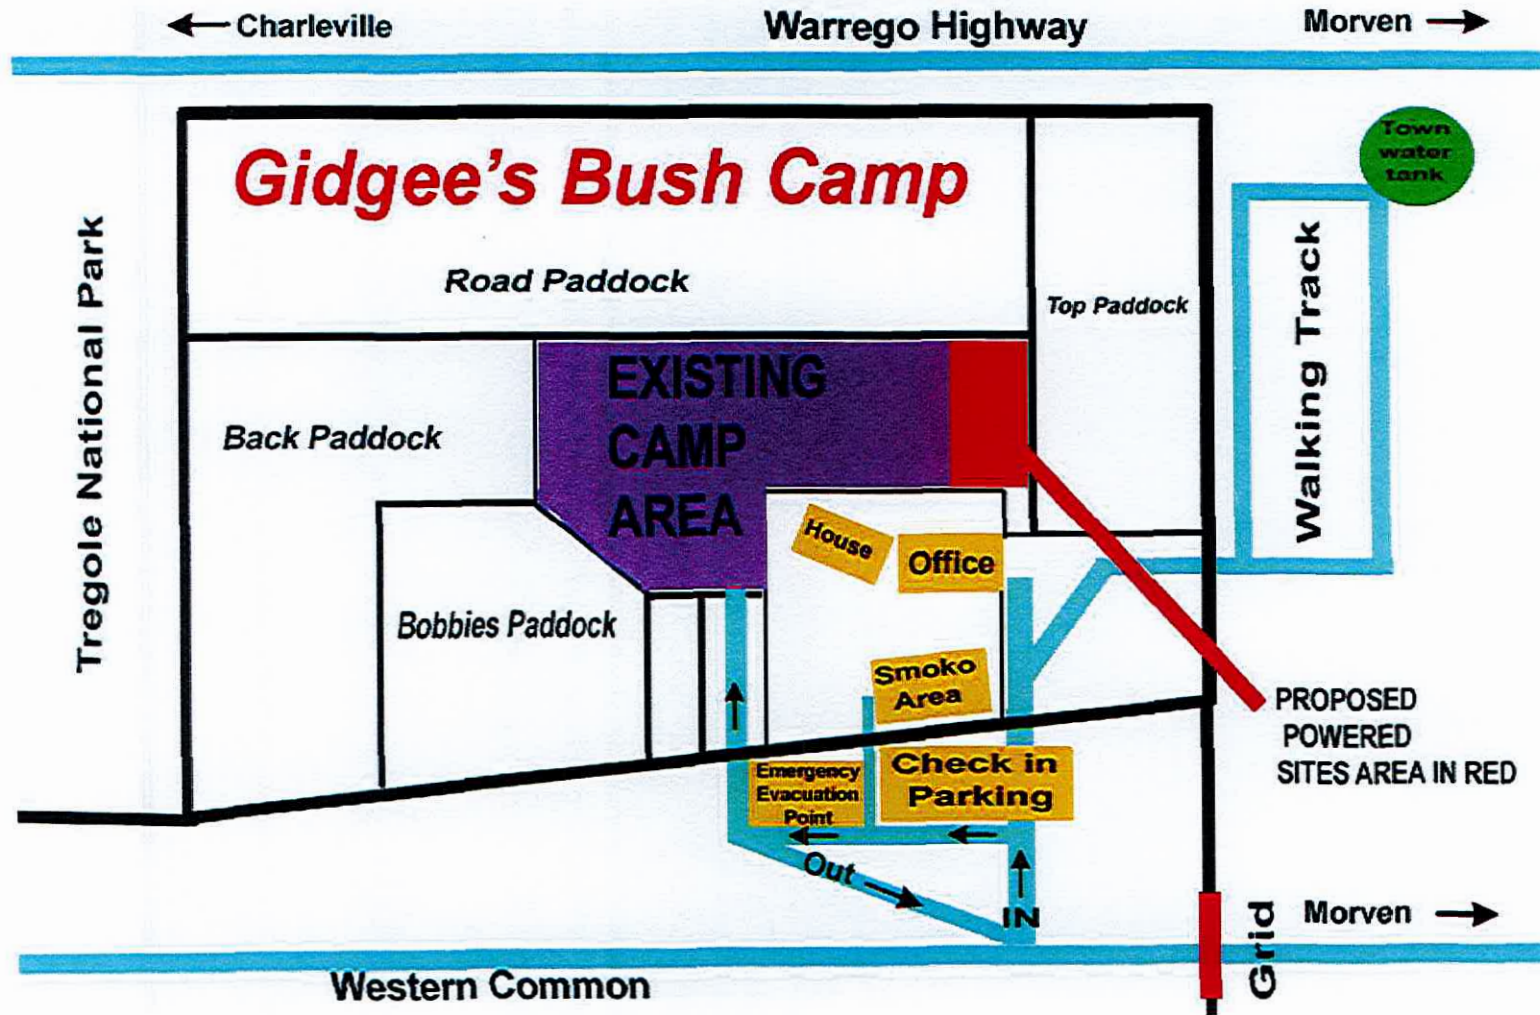 Charleville
Warrego Highway
Morven
Town
water
tank
Gidgee's Bush Camp
Road Paddock
Top Paddock
Tregole National Park
Walking Track
EXISTING
CAMP
AREA
Back Paddock
House
Office
Bobbies Paddock
Smoko
Area
PROPOSED
POWERED
SITES AREA IN RED
Emergency
Evacuation
Point
Check in
Parking
Out
IN
Grid
Morven
Western Common